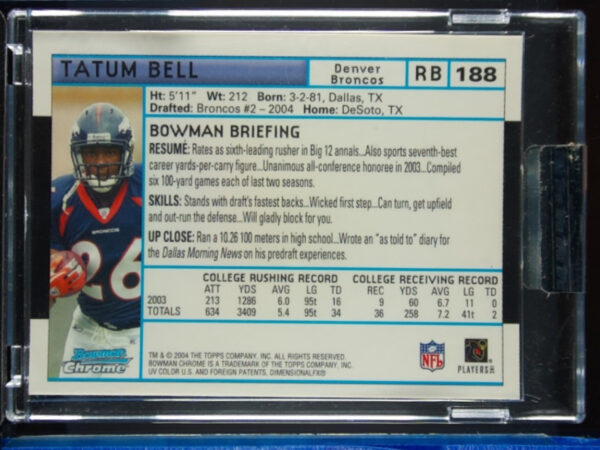 TATUM BELL
Denver Broncos
RB 188
Ht: 5'11" Wt: 212 Born: 3-2-81, Dallas, TX
Drafted: Broncos #2 – 2004 Home: DeSoto, TX
BOWMAN BRIEFING
RESUMÉ: Rates as sixth-leading rusher in Big 12 annals...Also sports seventh-best
career yards-per-carry figure...Unanimous all-conference honoree in 2003...Compiled
six 100-yard games each of last two seasons.
SKILLS: Stands with draft's fastest backs...Wicked first step...Can turn, get upfield
and out-run the defense...Will gladly block for you.
UP CLOSE: Ran a 10.26 100 meters in high school...Wrote an "as told to" diary for
the Dallas Morning News on his predraft experiences.
COLLEGE RUSHING RECORD COLLEGE RECEIVING RECORD
ATT YDS AVG LG TD REC YDS AVG LG TD
2003 213 1286 6.0 95t 16 9 60 6.7 11 0
TOTALS 634 3409 5.4 95t 34 36 258 7.2 41t 2
BRONCOS
26
Bowman
Chrome
TM & © 2004 THE TOPPS COMPANY, INC. ALL RIGHTS RESERVED.
BOWMAN CHROME IS A TRADEMARK OF THE TOPPS COMPANY, INC.
UV COLOR U.S. AND FOREIGN PATENTS, DIMENSIONALFX®
NFL
PLAYERS INC